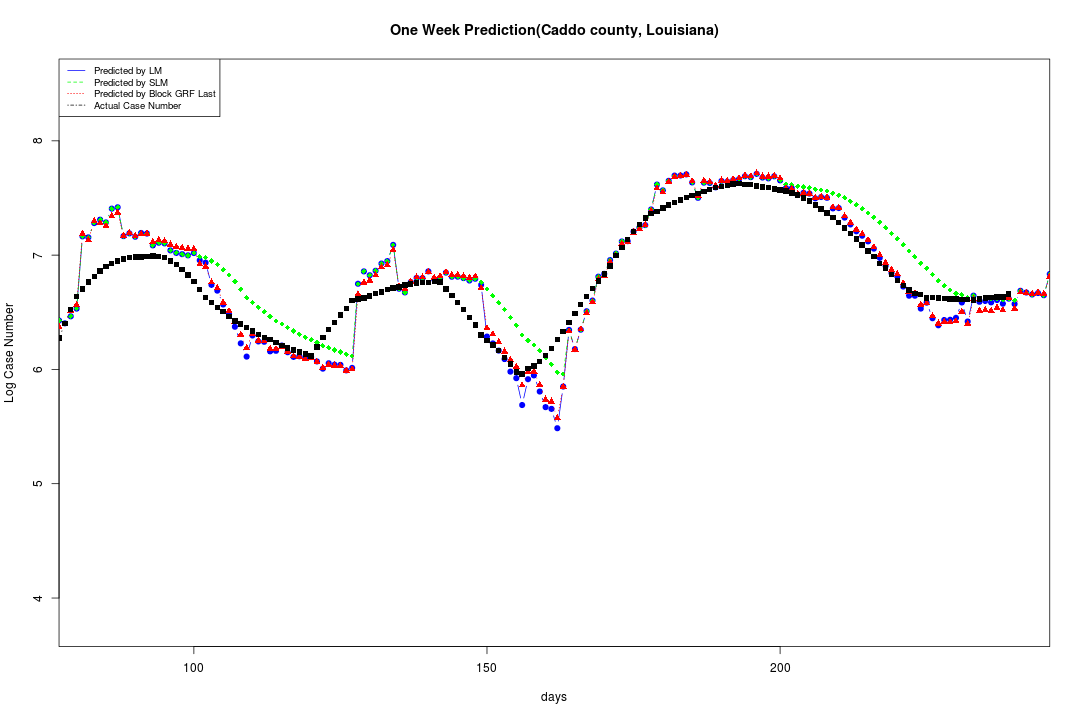 One Week Prediction(Caddo county, Louisiana)
Predicted by LM
Predicted by SLM
Predicted by Block GRF Last
Actual Case Number
Log Case Number
8
7
6
5
4
100
150
200
days